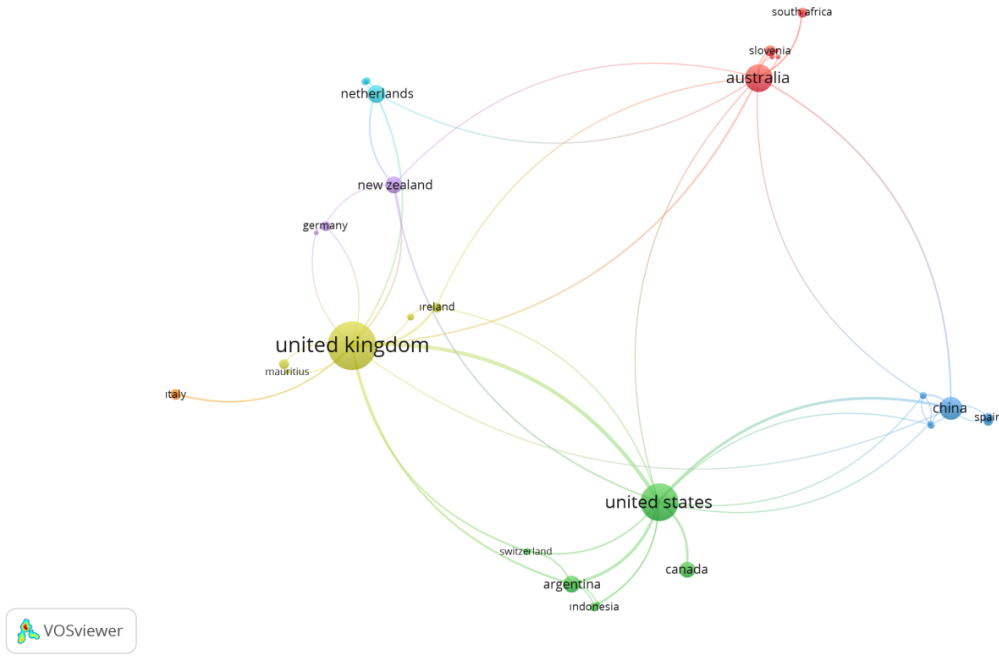 south africa
slovenia
australia
netherlands
new zealand
germany
ireland
united kingdom
mauritius
italy
china
spain
united states
switzerland
canada
argentina
indonesia
VOSviewer